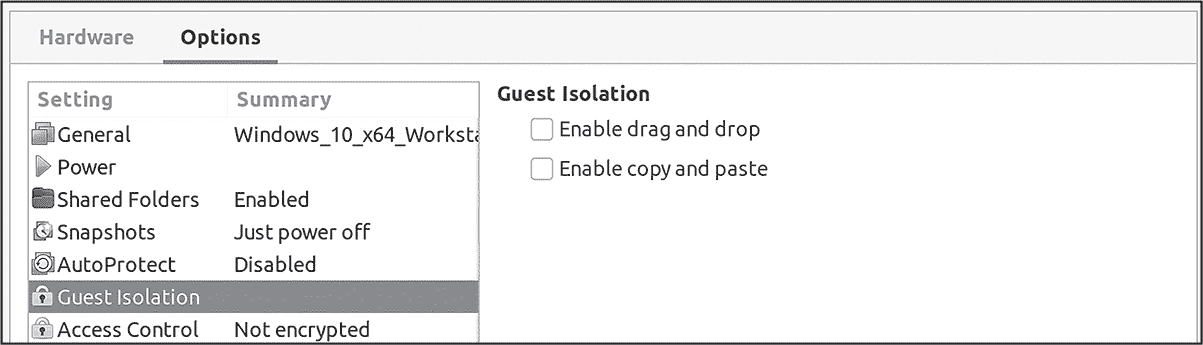 Hardware Options
Setting Summary
General Windows_10_x64_Worksta
Power
Shared Folders Enabled
Snapshots Just power off
AutoProtect Disabled
Guest Isolation
Access Control Not encrypted
Guest Isolation
Enable drag and drop
Enable copy and paste